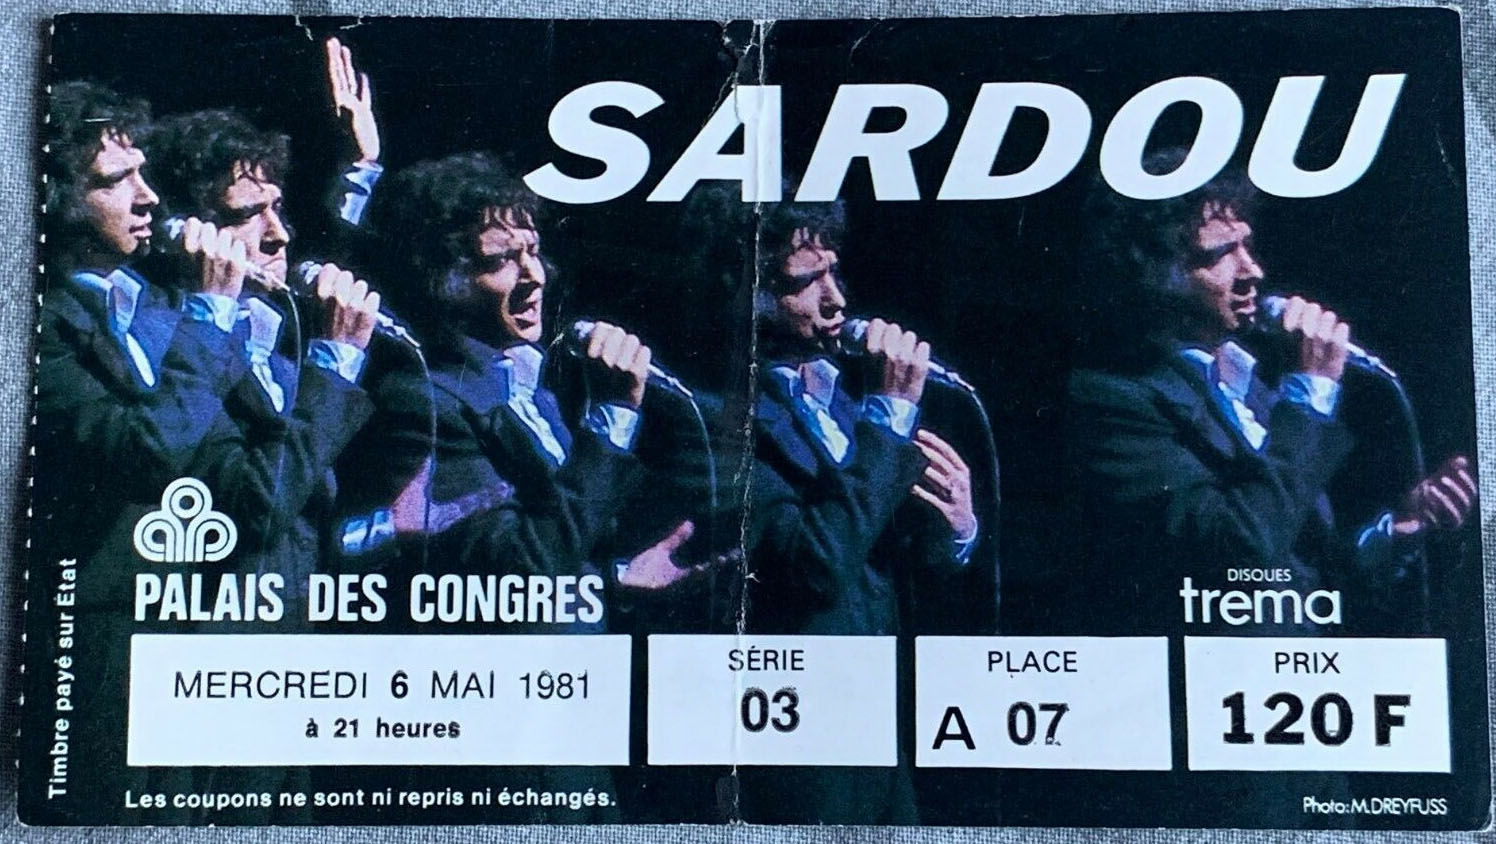 SARDOU
PALAIS DES CONGRES
DISQUES
trema
MERCREDI 6 MAI 1981
à 21 heures
SÉRIE
03
PLACE
A 07
PRIX
120 F
Timbre payé sur Etat
Les coupons ne sont ni repris ni échangés.
Photo: M.DREYFUSS